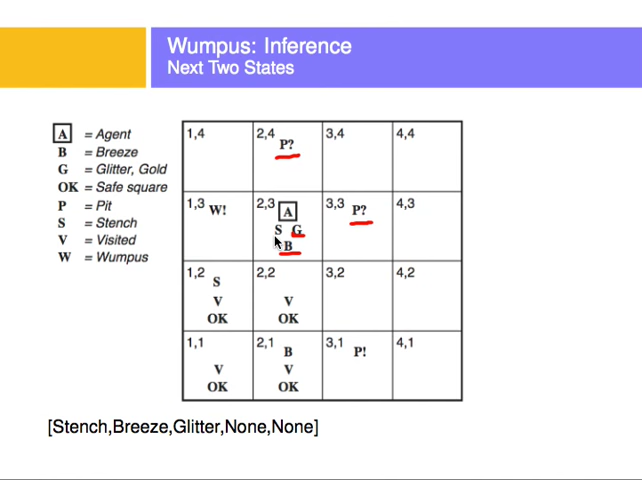 Wumpus: Inference
Next Two States
A = Agent
B = Breeze
G = Glitter, Gold
OK = Safe square
P = Pit
S = Stench
V = Visited
W = Wumpus
1,4
2,4 P?
3,4
4,4
1,3 W!
2,3 A
S G
B
3,3 P?
4,3
1,2 S
V
OK
2,2
V
OK
3,2
4,2
1,1
V
OK
2,1 B
V
OK
3,1 P!
4,1
[Stench,Breeze,Glitter,None,None]